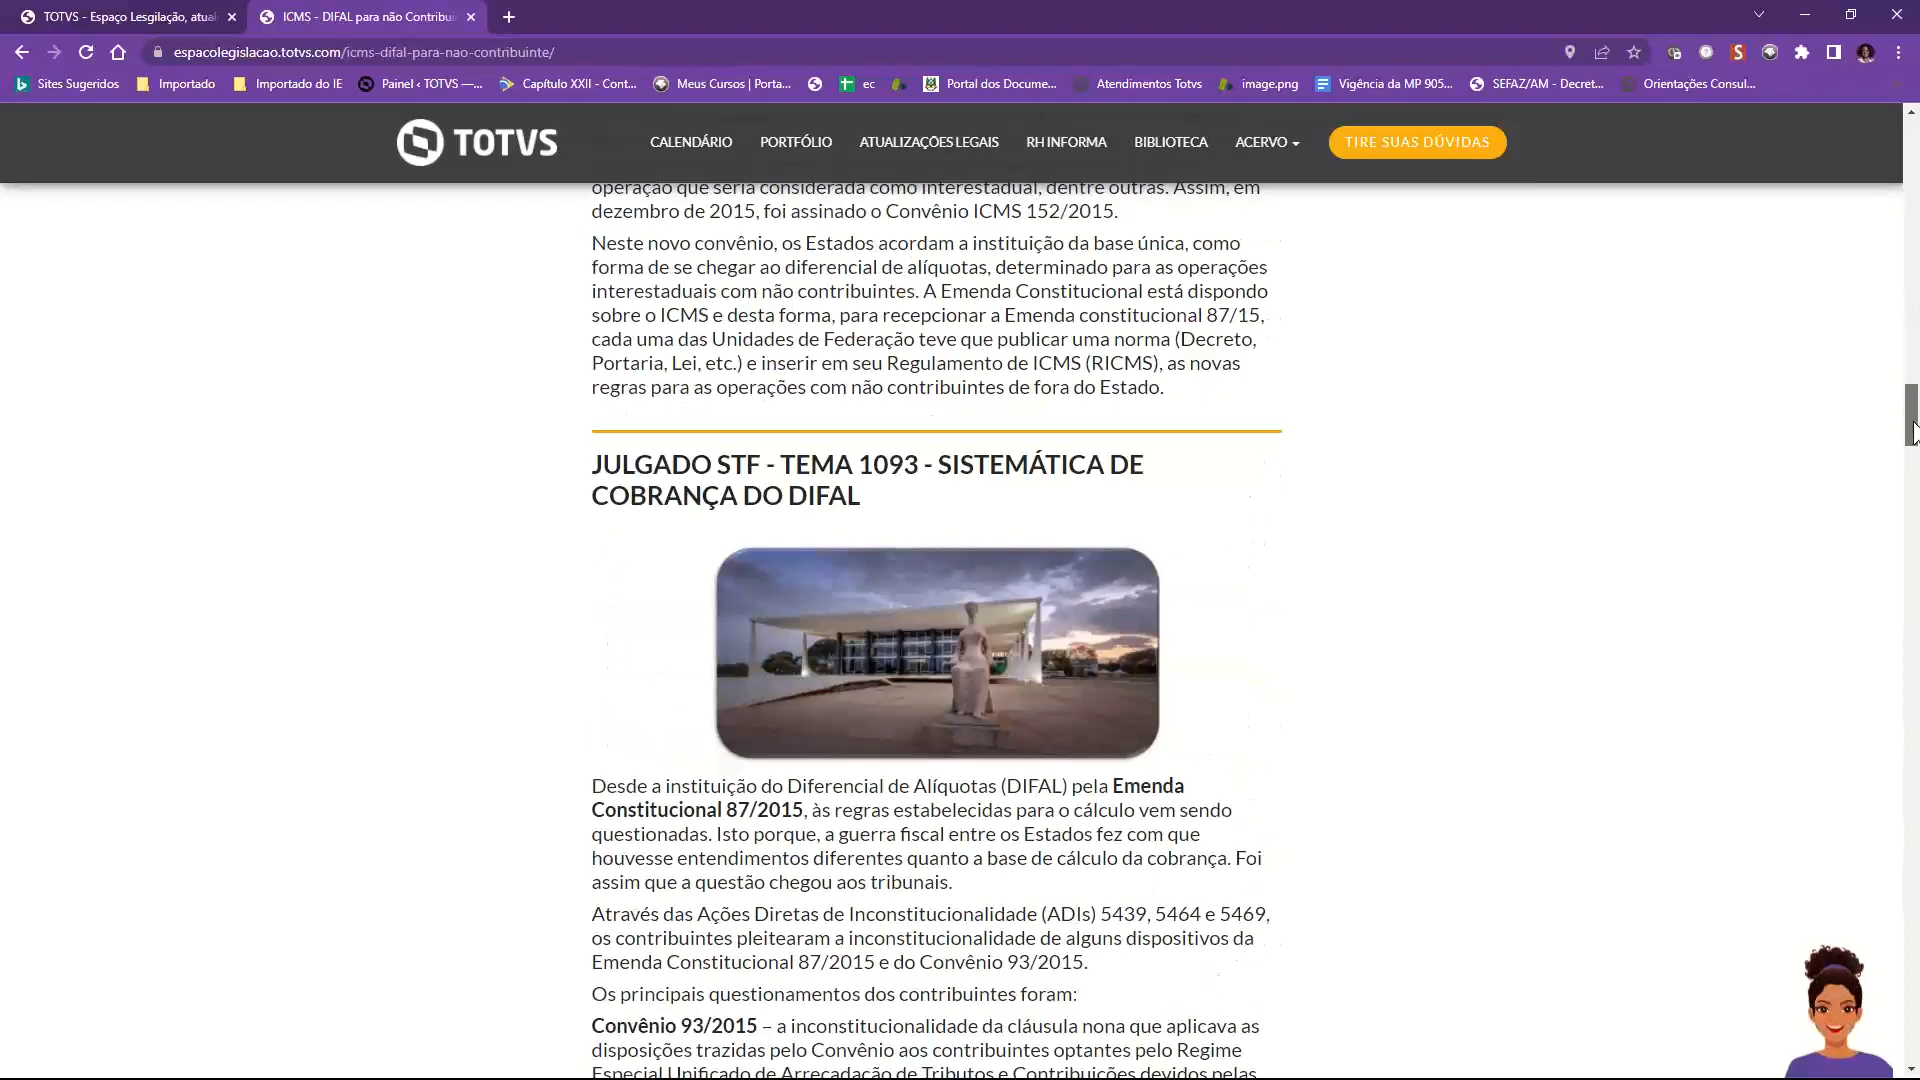 TOTVS - Espaço Lesgilação, atua
ICMS - DIFAL para não Contribui
espacolegislacao.totvs.com/icms-difal-para-nao-contribuinte/
Sites Sugeridos
Importado
Importado do IE
Painel ‹ TOTVS —...
Capítulo XXII - Cont...
Meus Cursos | Porta...
ec
Portal dos Docume...
Atendimentos Totvs
image.png
Vigência da MP 905...
SEFAZ/AM - Decret...
Orientações Consul...
TOTVS
CALENDÁRIO
PORTFÓLIO
ATUALIZAÇÕES LEGAIS
RH INFORMA
BIBLIOTECA
ACERVO
TIRE SUAS DÚVIDAS
operação que seria considerada como interestadual, dentre outras. Assim, em
dezembro de 2015, foi assinado o Convênio ICMS 152/2015.
Neste novo convênio, os Estados acordam a instituição da base única, como
forma de se chegar ao diferencial de alíquotas, determinado para as operações
interestaduais com não contribuintes. A Emenda Constitucional está dispondo
sobre o ICMS e desta forma, para recepcionar a Emenda constitucional 87/15,
cada uma das Unidades de Federação teve que publicar uma norma (Decreto,
Portaria, Lei, etc.) e inserir em seu Regulamento de ICMS (RICMS), as novas
regras para as operações com não contribuintes de fora do Estado.
JULGADO STF - TEMA 1093 - SISTEMÁTICA DE
COBRANÇA DO DIFAL
Desde a instituição do Diferencial de Alíquotas (DIFAL) pela Emenda
Constitucional 87/2015, às regras estabelecidas para o cálculo vem sendo
questionadas. Isto porque, a guerra fiscal entre os Estados fez com que
houvesse entendimentos diferentes quanto a base de cálculo da cobrança. Foi
assim que a questão chegou aos tribunais.
Através das Ações Diretas de Inconstitucionalidade (ADIs) 5439, 5464 e 5469,
os contribuintes pleitearam a inconstitucionalidade de alguns dispositivos da
Emenda Constitucional 87/2015 e do Convênio 93/2015.
Os principais questionamentos dos contribuintes foram:
Convênio 93/2015 – a inconstitucionalidade da cláusula nona que aplicava as
disposições trazidas pelo Convênio aos contribuintes optantes pelo Regime
Especial Unificado de Arrecadação de Tributos e Contribuições devidos pelas